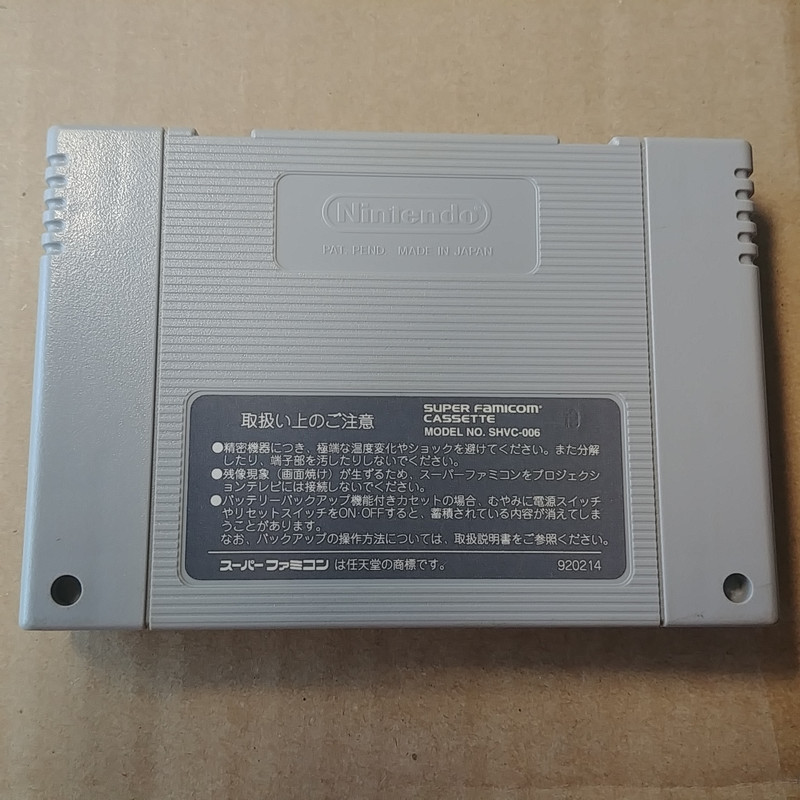 Nintendo
PAT. PEND. MADE IN JAPAN
取扱い上のご注意
SUPER FAMICOM
CASSETTE
MODEL NO. SHVC-006
●精密機器につき、極端な温度変化やショックを避けてください。また分解
したり、端子部を汚したりしないでください。
●残像現象（画面焼け）が生ずるため、スーパーファミコンをプロジェクシ
ョンテレビには接続しないでください。
●バッテリーバックアップ機能付きカセットの場合、むやみに電源スイッチ
やリセットスイッチをON・OFFすると、蓄積されている内容が消えてしま
うことがあります。
なお、バックアップの操作方法については、取扱説明書をご参照ください。
スーパーファミコンは任天堂の商標です。 920214